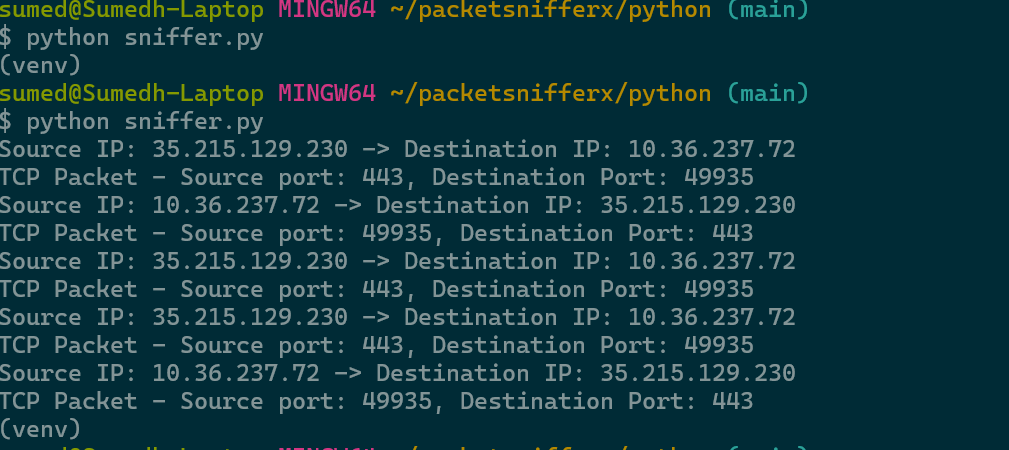 sumed@Sumedh-Laptop MINGW64 ~/packetsnifferx/python (main)
$ python sniffer.py
(venv)
sumed@Sumedh-Laptop MINGW64 ~/packetsnifferx/python (main)
$ python sniffer.py
Source IP: 35.215.129.230 -> Destination IP: 10.36.237.72
TCP Packet - Source port: 443, Destination Port: 49935
Source IP: 10.36.237.72 -> Destination IP: 35.215.129.230
TCP Packet - Source port: 49935, Destination Port: 443
Source IP: 35.215.129.230 -> Destination IP: 10.36.237.72
TCP Packet - Source port: 443, Destination Port: 49935
Source IP: 35.215.129.230 -> Destination IP: 10.36.237.72
TCP Packet - Source port: 443, Destination Port: 49935
Source IP: 10.36.237.72 -> Destination IP: 35.215.129.230
TCP Packet - Source port: 49935, Destination Port: 443
(venv)